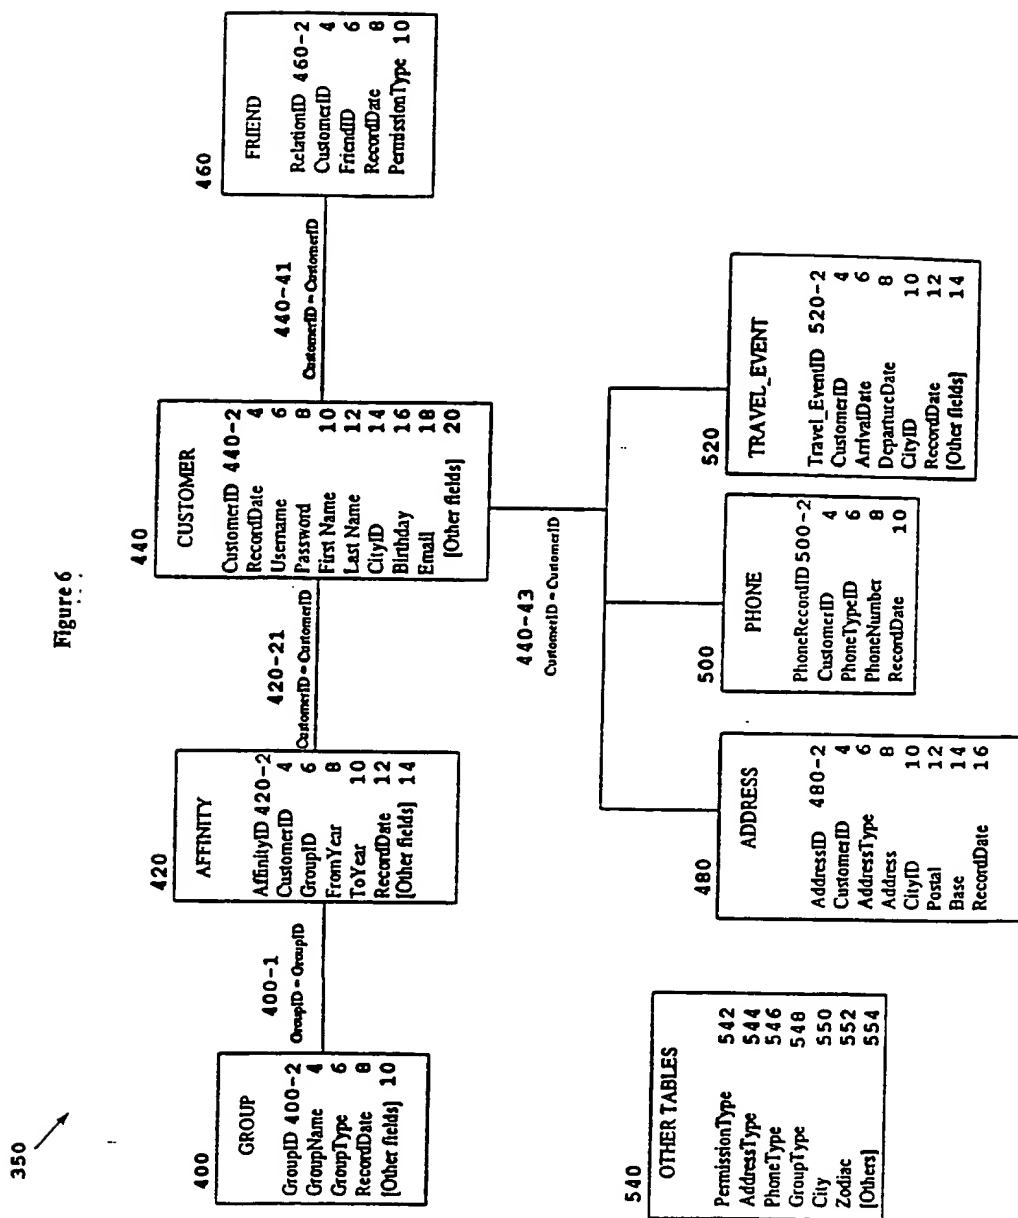 350
Figure 6
400
GROUP
GroupID 400-2
GroupName 4
GroupType 6
RecordDate 8
[Other fields] 10
400-1
GroupID = GroupID
420
AFFINITY
AffinityID 420-2
CustomerID 4
GroupID 6
FromYear 8
ToYear 10
RecordDate 12
[Other fields] 14
420-21
CustomerID = CustomerID
440
CUSTOMER
CustomerID 440-2
RecordDate 4
Username 6
Password 8
First Name 10
Last Name 12
CityID 14
Birthday 16
Email 18
[Other fields] 20
440-41
CustomerID = CustomerID
460
FRIEND
RelationID 460-2
CustomerID 4
FriendID 6
RecordDate 8
PermissionType 10
440-43
CustomerID = CustomerID
540
OTHER TABLES
PermissionType 542
AddressType 544
PhoneType 546
GroupType 548
City 550
Zodiac 552
[Others] 554
480
ADDRESS
AddressID 480-2
CustomerID 4
AddressType 6
Address 8
CityID 10
Postal 12
Base 14
RecordDate 16
500
PHONE
PhoneRecordID 500-2
CustomerID 4
PhoneTypeID 6
PhoneNumber 8
RecordDate 10
520
TRAVEL_EVENT
Travel_EventID 520-2
CustomerID 4
ArrivalDate 6
DepartureDate 8
CityID 10
RecordDate 12
[Other fields] 14